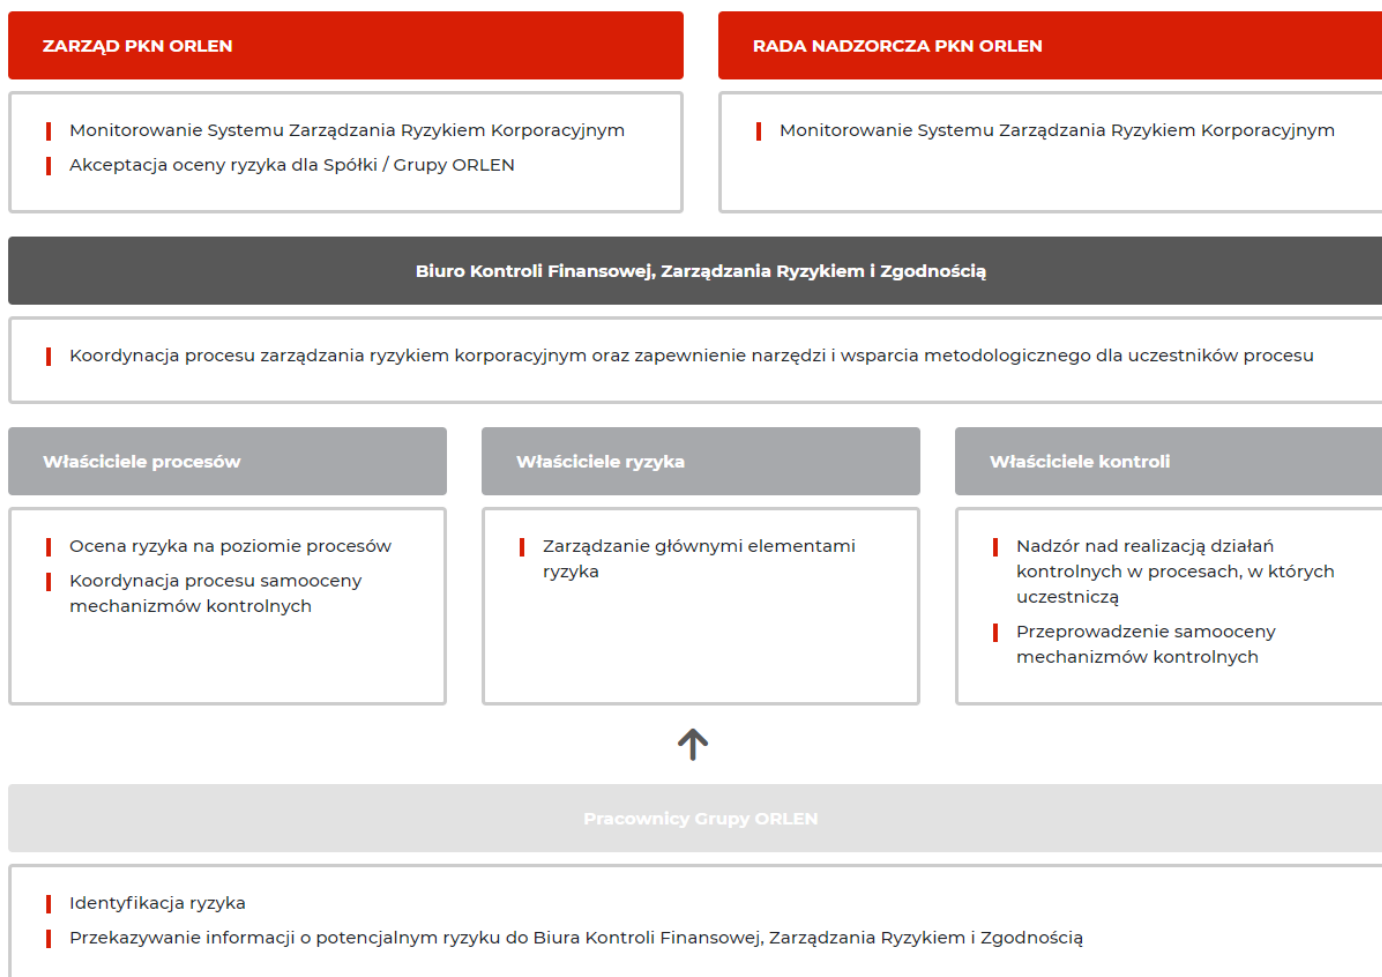 ZARZĄD PKN ORLEN
Monitorowanie Systemu Zarządzania Ryzykiem Korporacyjnym
Akceptacja oceny ryzyka dla Spółki / Grupy ORLEN
RADA NADZORCZA PKN ORLEN
Monitorowanie Systemu Zarządzania Ryzykiem Korporacyjnym
Biuro Kontroli Finansowej, Zarządzania Ryzykiem i Zgodnością
Koordynacja procesu zarządzania ryzykiem korporacyjnym oraz zapewnienie narzędzi i wsparcia metodologicznego dla uczestników procesu
Właściciele procesów
Ocena ryzyka na poziomie procesów
Koordynacja procesu samooceny
mechanizmów kontrolnych
Właściciele ryzyka
Zarządzanie głównymi elementami
ryzyka
Właściciele kontroli
Nadzór nad realizacją działań
kontrolnych w procesach, w których
uczestniczą
Przeprowadzenie samooceny
mechanizmów kontrolnych
Pracownicy Grupy ORLEN
Identyfikacja ryzyka
Przekazywanie informacji o potencjalnym ryzyku do Biura Kontroli Finansowej, Zarządzania Ryzykiem i Zgodnością